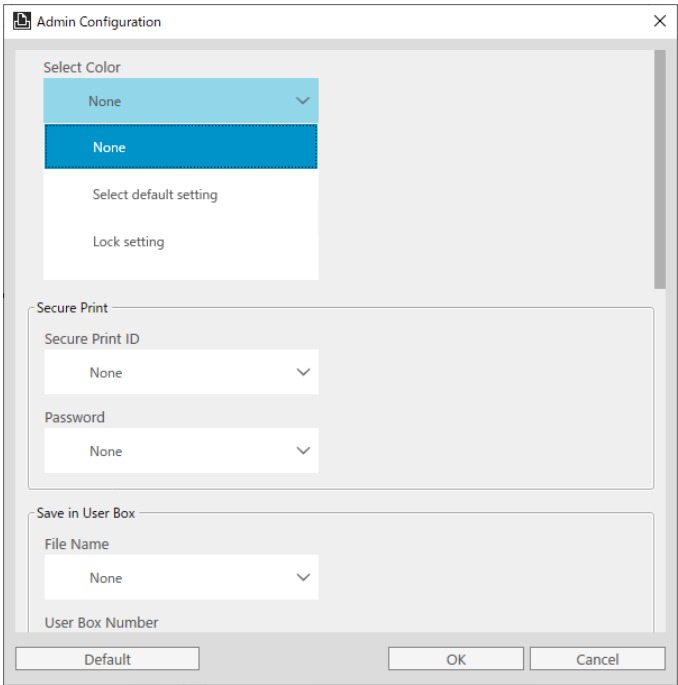 Admin Configuration
Select Color
None
None
Select default setting
Lock setting
Secure Print
Secure Print ID
None
Password
None
Save in User Box
File Name
None
User Box Number
Default OK Cancel